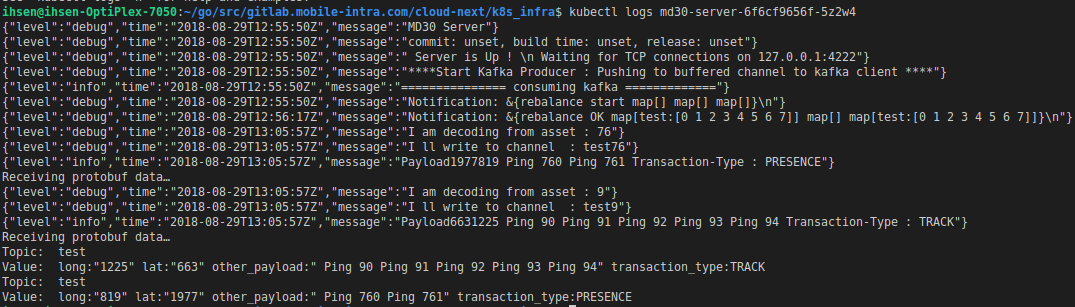 ihsen@ihsen-OptiPlex-7050:~/go/src/gitlab.mobile-intra.com/cloud-next/k8s_infra$ kubectl logs md30-server-6f6cf9656f-5z2w4
{"level":"debug","time":"2018-08-29T12:55:50Z","message":"MD30 Server"}
{"level":"debug","time":"2018-08-29T12:55:50Z","message":"commit: unset, build time: unset, release: unset"}
{"level":"debug","time":"2018-08-29T12:55:50Z","message":" Server is Up ! \n Waiting for TCP connections on 127.0.0.1:4222"}
{"level":"debug","time":"2018-08-29T12:55:50Z","message":"****Start Kafka Producer : Pushing to buffered channel to kafka client ****"}
{"level":"info","time":"2018-08-29T12:55:50Z","message":"=============== consuming kafka ============="}
{"level":"debug","time":"2018-08-29T12:55:50Z","message":"Notification: &{rebalance start map[] map[] map[]}\n"}
{"level":"debug","time":"2018-08-29T12:56:17Z","message":"Notification: &{rebalance OK map[test:[0 1 2 3 4 5 6 7]] map[] map[test:[0 1 2 3 4 5 6 7]]}\n"}
{"level":"debug","time":"2018-08-29T13:05:57Z","message":"I am decoding from asset : 76"}
{"level":"debug","time":"2018-08-29T13:05:57Z","message":"I ll write to channel  : test76"}
{"level":"info","time":"2018-08-29T13:05:57Z","message":"Payload1977819 Ping 760 Ping 761 Transaction-Type : PRESENCE"}
Receiving protobuf data…
{"level":"debug","time":"2018-08-29T13:05:57Z","message":"I am decoding from asset : 9"}
{"level":"debug","time":"2018-08-29T13:05:57Z","message":"I ll write to channel  : test9"}
{"level":"info","time":"2018-08-29T13:05:57Z","message":"Payload6631225 Ping 90 Ping 91 Ping 92 Ping 93 Ping 94 Transaction-Type : TRACK"}
Receiving protobuf data…
Topic:  test
Value:  long:"1225" lat:"663" other_payload:" Ping 90 Ping 91 Ping 92 Ping 93 Ping 94" transaction_type:TRACK
Topic:  test
Value:  long:"819" lat:"1977" other_payload:" Ping 760 Ping 761" transaction_type:PRESENCE